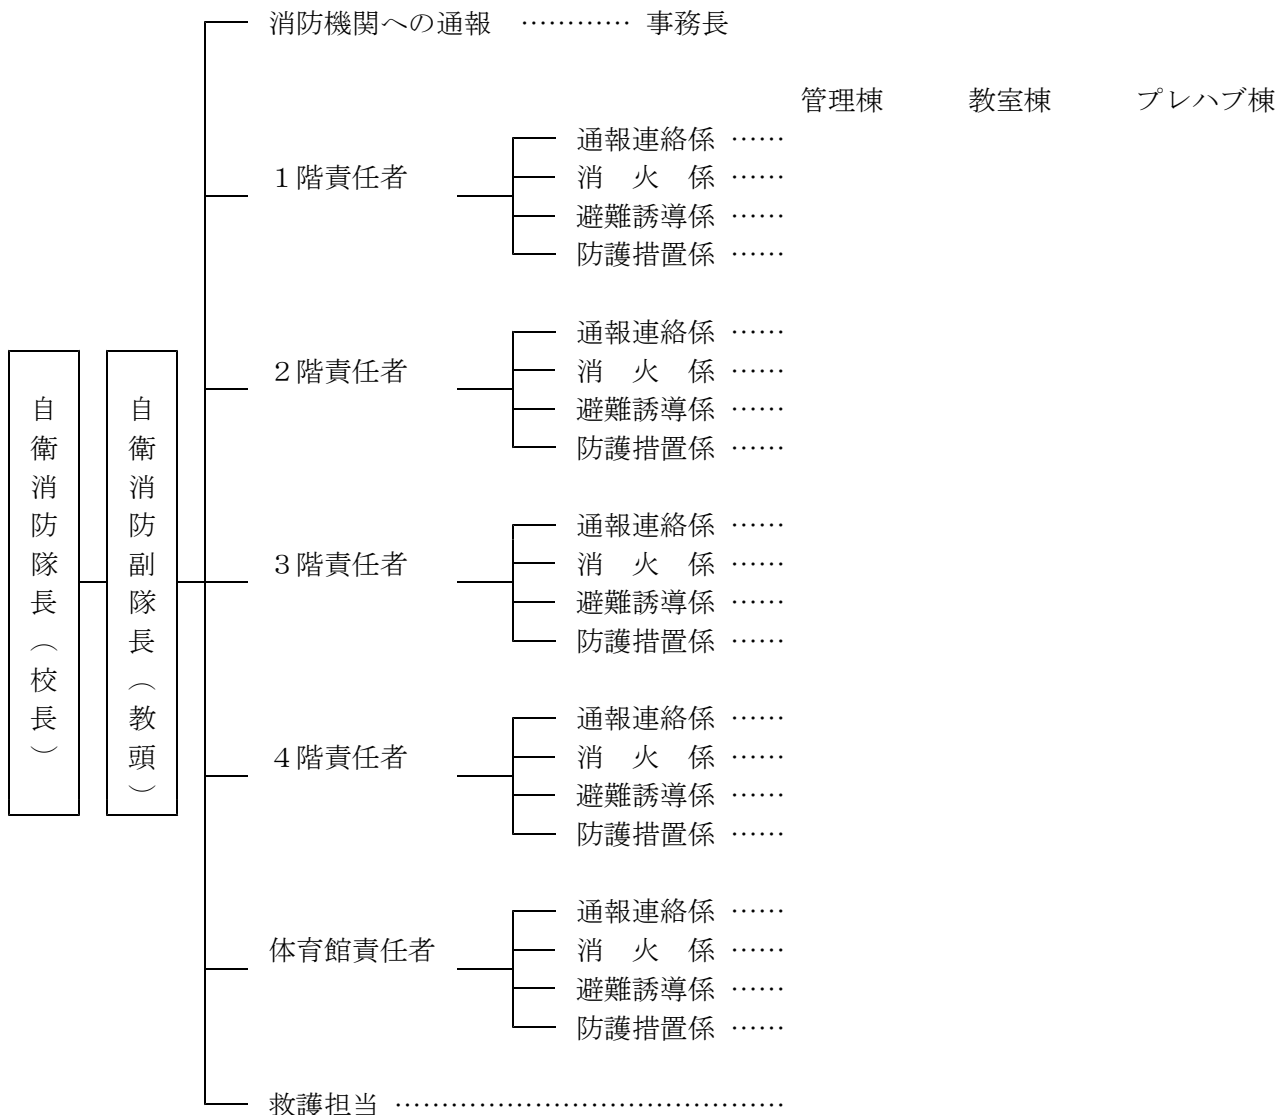 消防機関への通報 ………… 事務長
管理棟 教室棟 プレハブ棟
1階責任者
通報連絡係 ……
消 火 係 ……
避難誘導係 ……
防護措置係 ……
2階責任者
通報連絡係 ……
消 火 係 ……
避難誘導係 ……
防護措置係 ……
自衛消防隊長(校長)
自衛消防副隊長(教頭)
3階責任者
通報連絡係 ……
消 火 係 ……
避難誘導係 ……
防護措置係 ……
4階責任者
通報連絡係 ……
消 火 係 ……
避難誘導係 ……
防護措置係 ……
体育館責任者
通報連絡係 ……
消 火 係 ……
避難誘導係 ……
防護措置係 ……
救護担当 ……………………………………